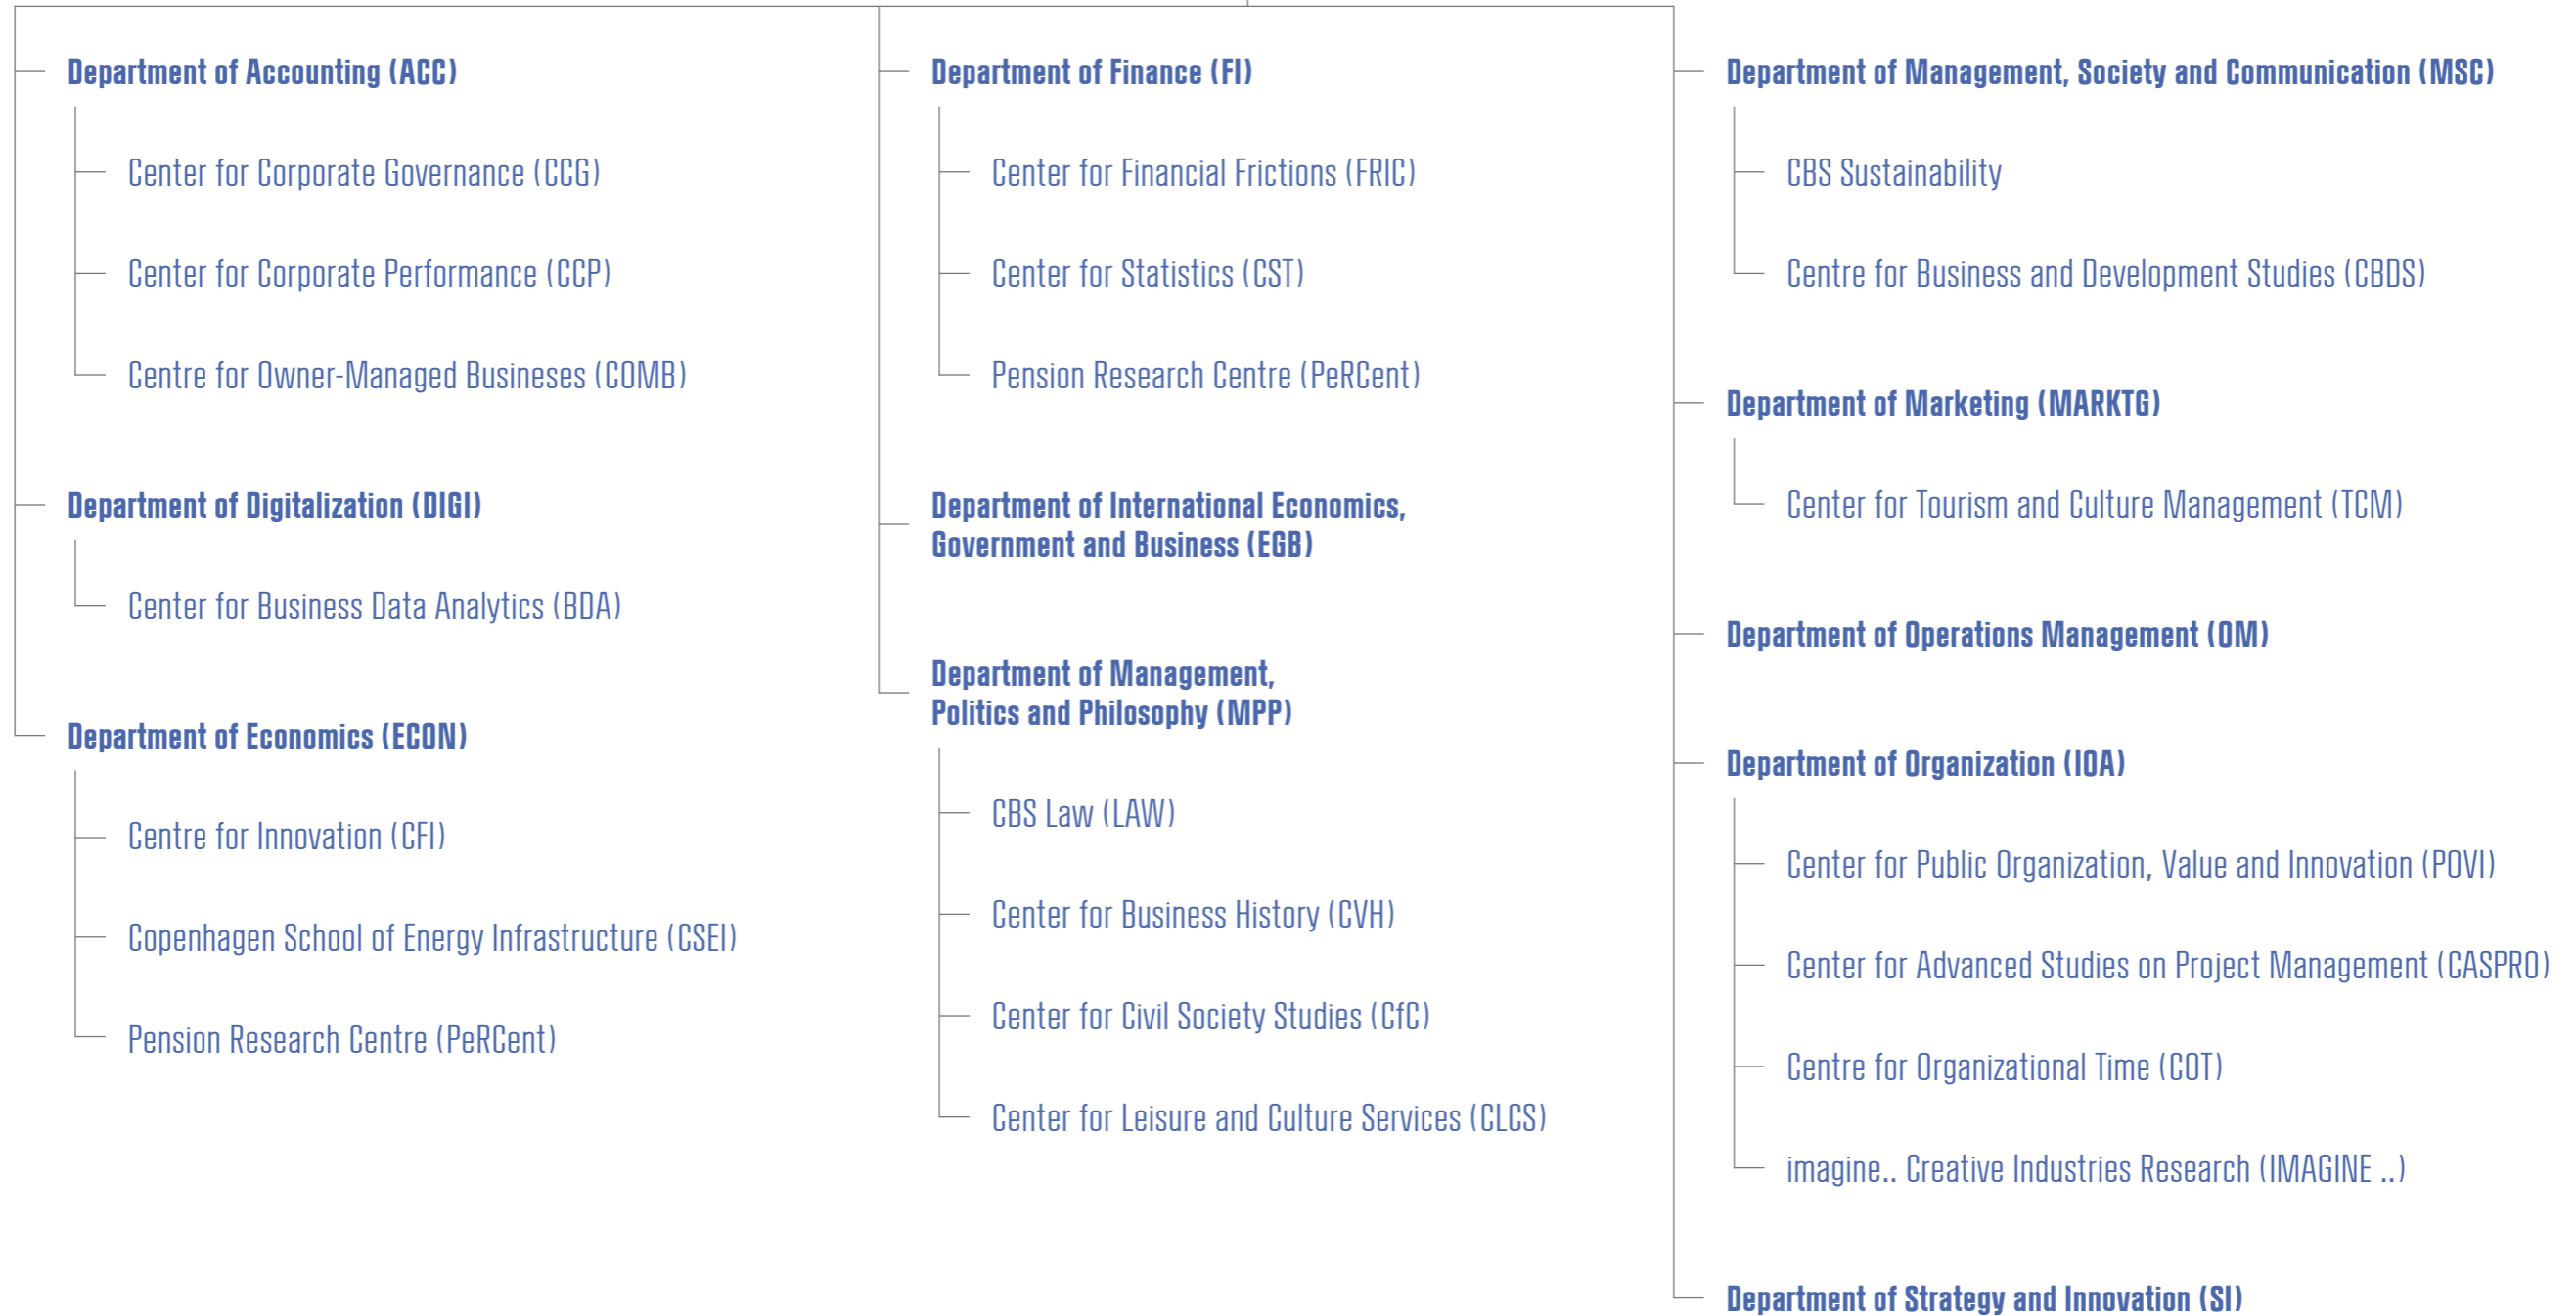 Department of Accounting (ACC)
Center for Corporate Governance (CCG)
Center for Corporate Performance (CCP)
Centre for Owner-Managed Busineses (COMB)
Department of Digitalization (DIGI)
Center for Business Data Analytics (BDA)
Department of Economics (ECON)
Centre for Innovation (CFI)
Copenhagen School of Energy Infrastructure (CSEI)
Pension Research Centre (PeRCent)
Department of Finance (FI)
Center for Financial Frictions (FRIC)
Center for Statistics (CST)
Pension Research Centre (PeRCent)
Department of International Economics,
Government and Business (EGB)
Department of Management,
Politics and Philosophy (MPP)
CBS Law (LAW)
Center for Business History (CVH)
Center for Civil Society Studies (CfC)
Center for Leisure and Culture Services (CLCS)
Department of Management, Society and Communication (MSC)
CBS Sustainability
Centre for Business and Development Studies (CBDS)
Department of Marketing (MARKTG)
Center for Tourism and Culture Management (TCM)
Department of Operations Management (OM)
Department of Organization (IOA)
Center for Public Organization, Value and Innovation (POVI)
Center for Advanced Studies on Project Management (CASPRO)
Centre for Organizational Time (COT)
imagine.. Creative Industries Research (IMAGINE ..)
Department of Strategy and Innovation (SI)